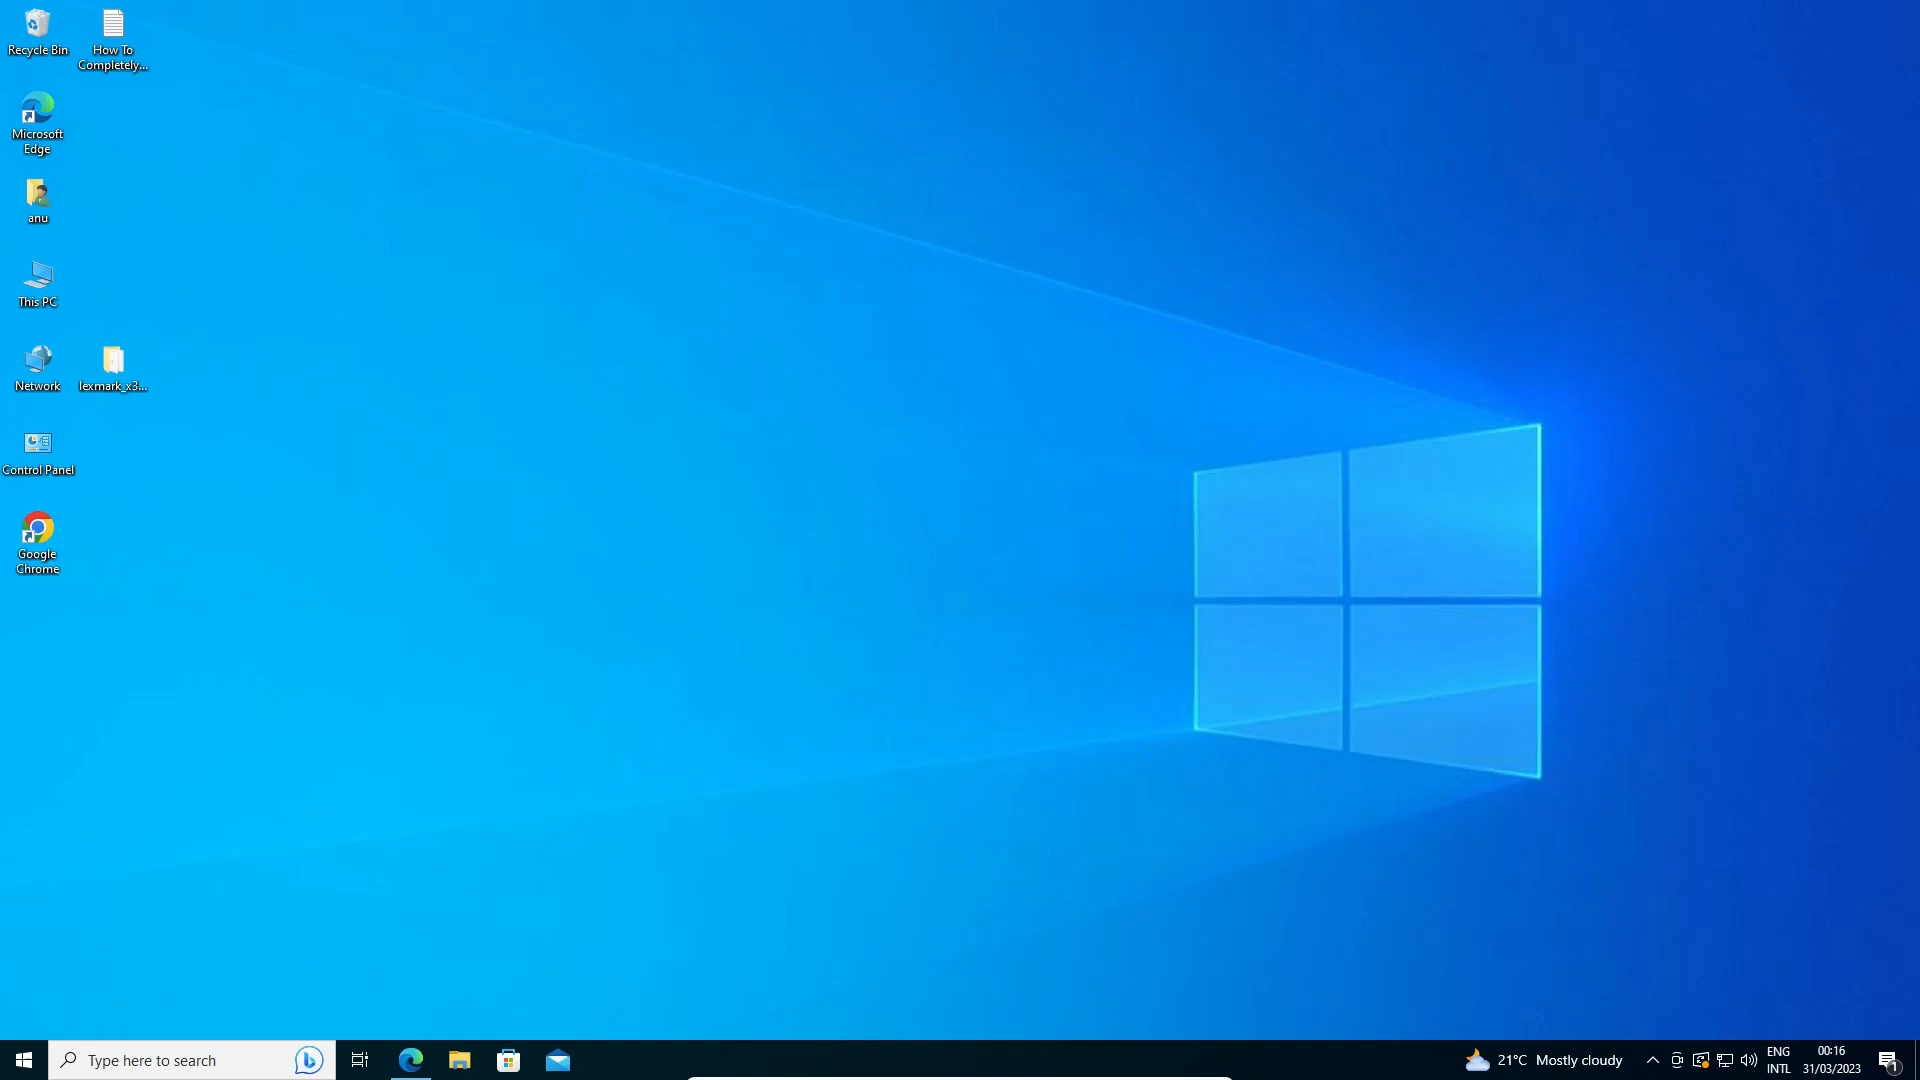 Recycle Bin
How To
Completely...
Microsoft
Edge
anu
This PC
Network
lexmark_x3...
Control Panel
Google
Chrome
Type here to search
21°C Mostly cloudy
ENG
INTL
00:16
31/03/2023
1